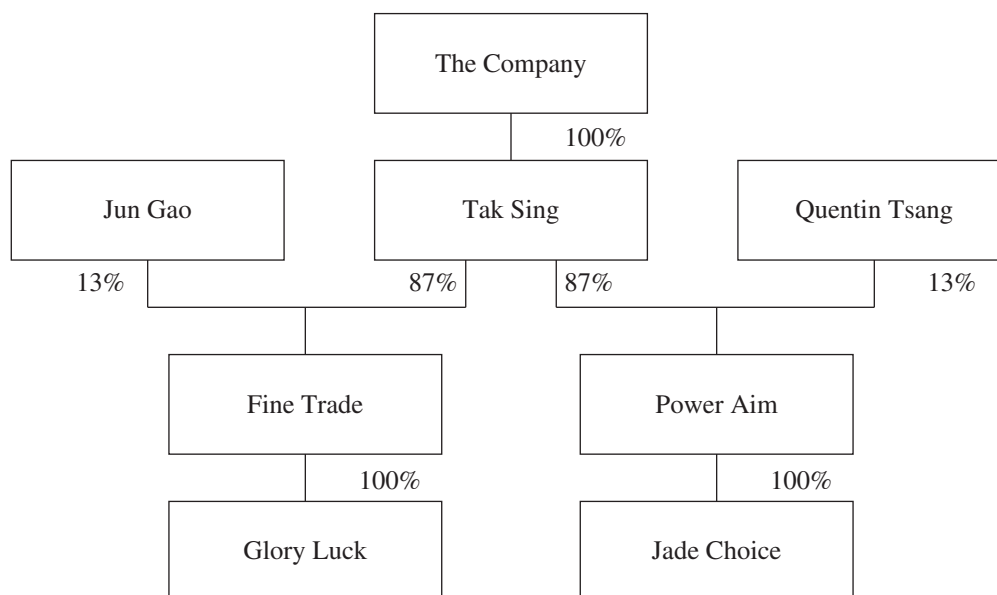 The Company
100%
Jun Gao
Tak Sing
Quentin Tsang
13%
87%
87%
13%
Fine Trade
Power Aim
100%
100%
Glory Luck
Jade Choice